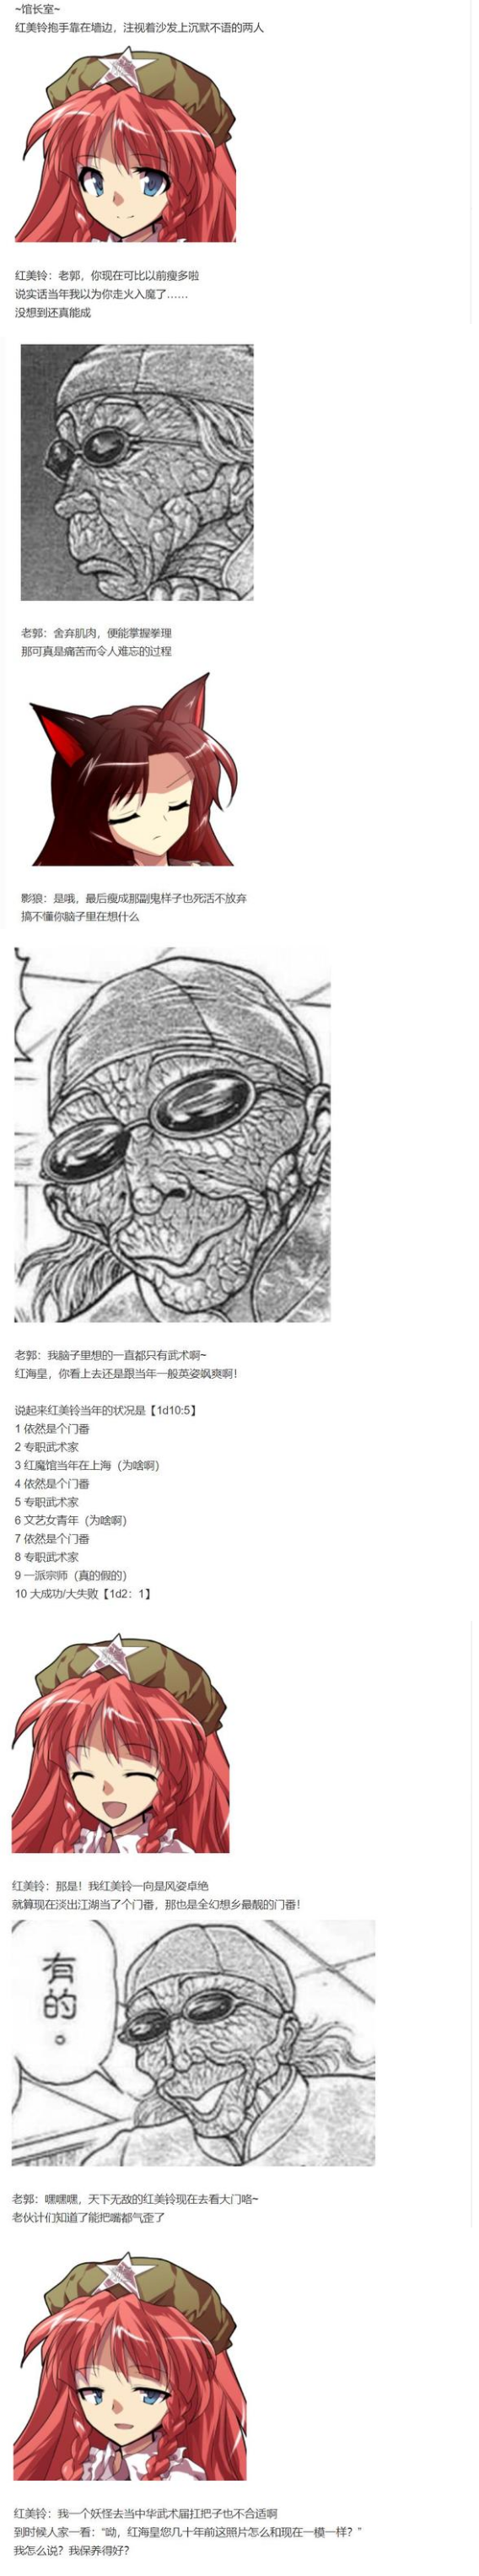 ~馆长室~
红美铃抱手靠在墙边，注视着沙发上沉默不语的两人
红美铃：老郭，你现在可比以前瘦多啦
说实话当年我以为你走火入魔了……
没想到还真能成
老郭：舍弃肌肉，便能掌握拳理
那可真是痛苦而令人难忘的过程
影狼：是哦，最后瘦成那副鬼样子也死活不放弃
搞不懂你脑子里在想什么
老郭：我脑子里想的一直都只有武术啊~
红海皇，你看上去还是跟当年一般英姿飒爽啊！
说起来红美铃当年的状况是【1d10:5】
1 依然是个门番
2 专职武术家
3 红魔馆当年在上海（为啥啊）
4 依然是个门番
5 专职武术家
6 文艺女青年（为啥啊）
7 依然是个门番
8 专职武术家
9 一派宗师（真的假的）
10 大成功/大失败【1d2：1】
红美铃：那是！我红美铃一向是风姿卓绝
就算现在淡出江湖当了个门番，那也是全幻想乡最靓的门番！
有的。
老郭：嘿嘿嘿，天下无敌的红美铃现在去看大门咯~
老伙计们知道了能把嘴都气歪了
红美铃：我一个妖怪去当中华武术届扛把子也不合适啊
到时候人家一看：“呦，红海皇您几十年前这照片怎么和现在一模一样？”
我怎么说？我保养得好？